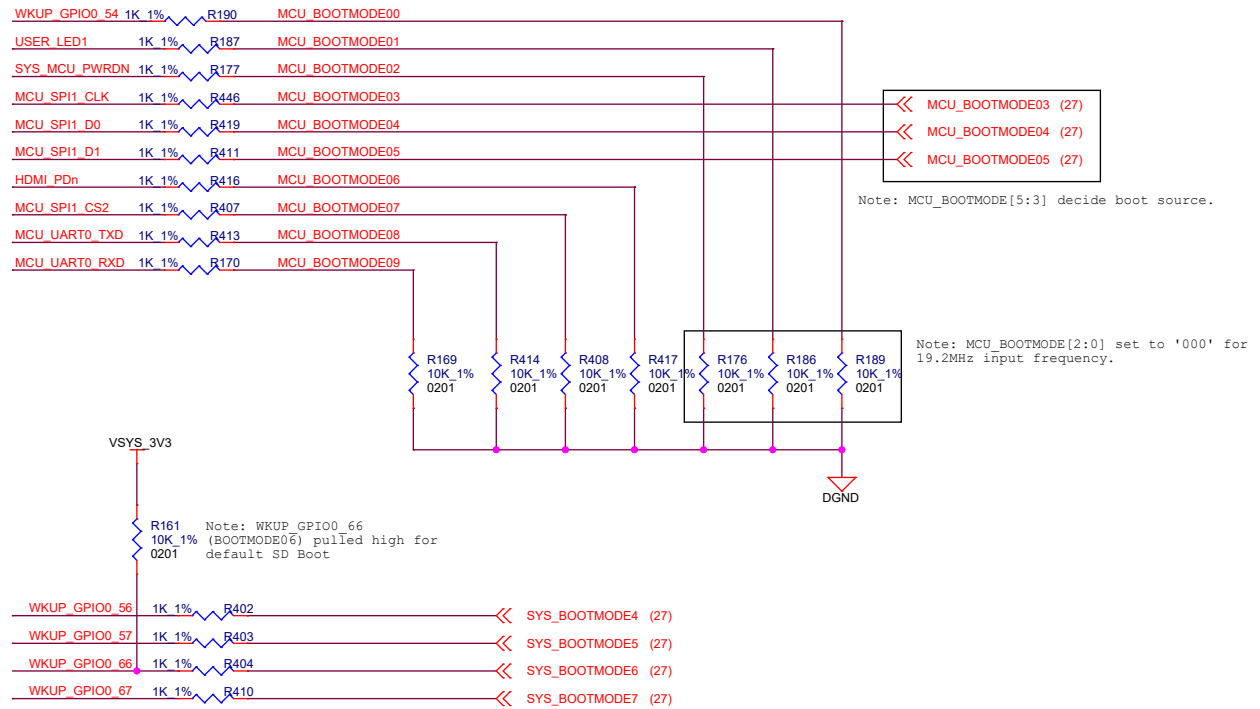 WKUP_GPIO0_54 1K_1% R190 MCU_BOOTMODE00
USER_LED1 1K_1% R187 MCU_BOOTMODE01
SYS_MCU_PWRDN 1K_1% R177 MCU_BOOTMODE02
MCU_SPI1_CLK 1K_1% R446 MCU_BOOTMODE03
MCU_BOOTMODE03 (27)
MCU_SPI1_D0 1K_1% R419 MCU_BOOTMODE04
MCU_BOOTMODE04 (27)
MCU_SPI1_D1 1K_1% R411 MCU_BOOTMODE05
MCU_BOOTMODE05 (27)
HDMI_PDn 1K_1% R416 MCU_BOOTMODE06
Note: MCU_BOOTMODE[5:3] decide boot source.
MCU_SPI1_CS2 1K_1% R407 MCU_BOOTMODE07
MCU_UART0_TXD 1K_1% R413 MCU_BOOTMODE08
MCU_UART0_RXD 1K_1% R170 MCU_BOOTMODE09
R169
10K_1%
0201
R414
10K_1%
0201
R408
10K_1%
0201
R417
10K_1%
0201
R176
10K_1%
0201
R186
10K_1%
0201
R189
10K_1%
0201
Note: MCU_BOOTMODE[2:0] set to '000' for
19.2MHz input frequency.
DGND
VSYS_3V3
R161
10K_1%
0201
Note: WKUP_GPIO0_66
(BOOTMODE06) pulled high for
default SD Boot
WKUP_GPIO0_56 1K_1% R402 SYS_BOOTMODE4 (27)
WKUP_GPIO0_57 1K_1% R403 SYS_BOOTMODE5 (27)
WKUP_GPIO0_66 1K_1% R404 SYS_BOOTMODE6 (27)
WKUP_GPIO0_67 1K_1% R410 SYS_BOOTMODE7 (27)